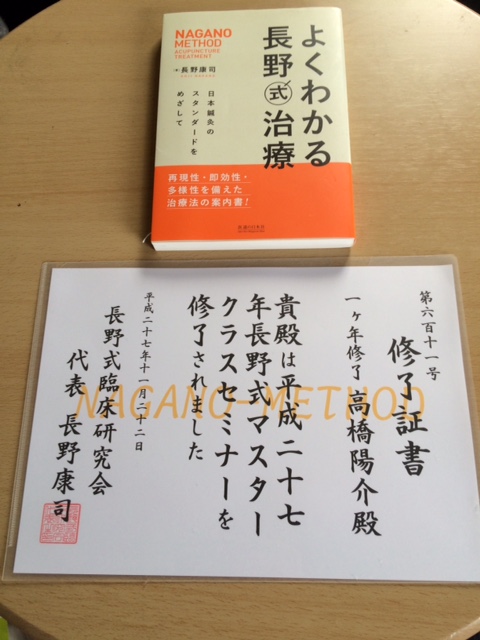 NAGANO
METHOD
ACUPUNCTURE
TREATMENT
よくわかる
長野式治療
長野康司
日本鍼灸の
スタンダードを
めざして
再現性・即効性・
多様性を備えた
治療法の案内書!
第六百十一号
修了証書
一ヶ年修了 高橋陽介殿
貴殿は平成二十七
年長野式マスター
クラスセミナーを
修了されました
平成二十七年十一月二十二日
長野式臨床研究会
代表 長野康司
NAGANO-METHOD
NAGANO-METHOD